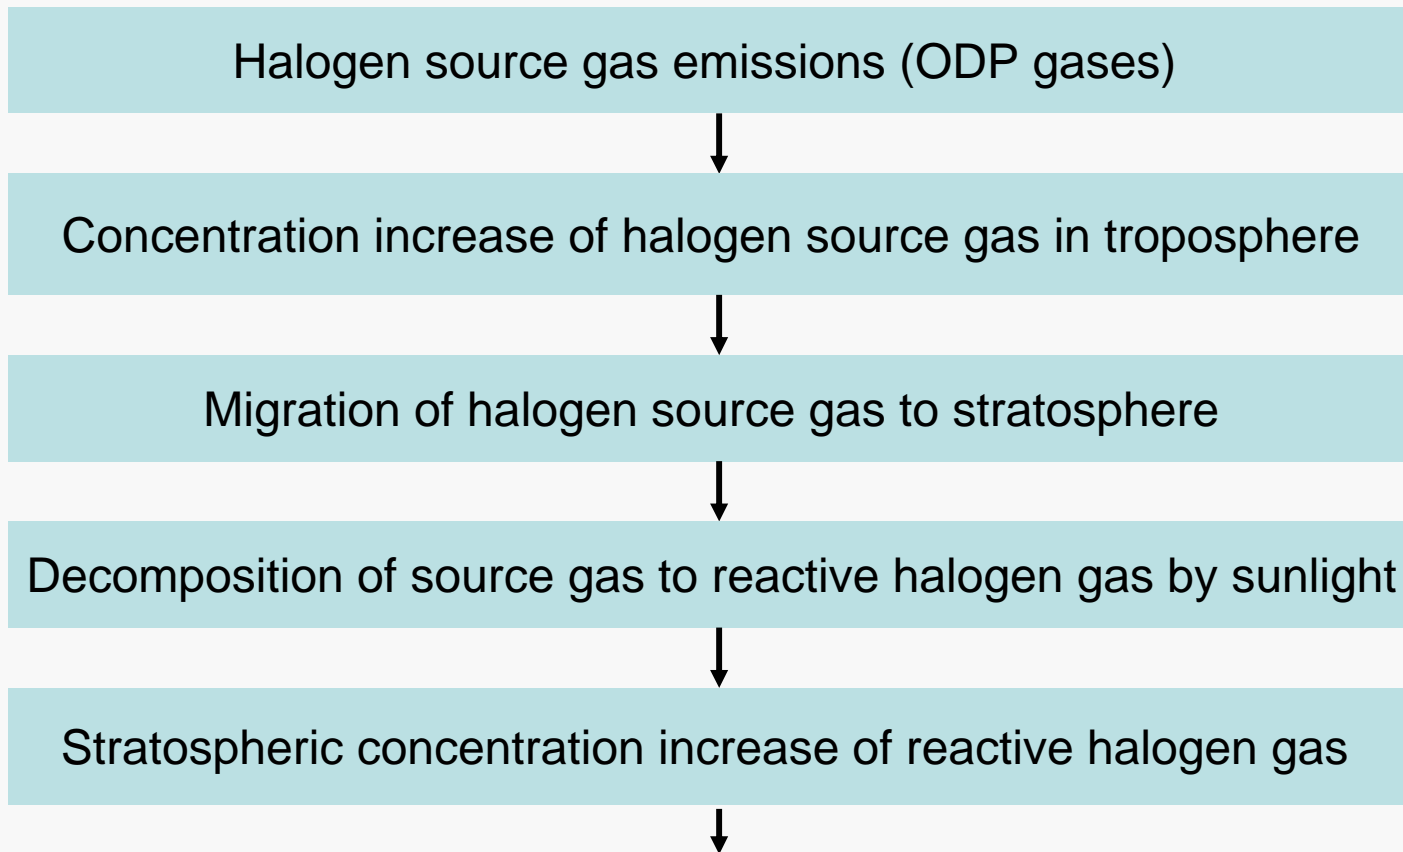 Halogen source gas emissions (ODP gases)
Concentration increase of halogen source gas in troposphere
Migration of halogen source gas to stratosphere
Decomposition of source gas to reactive halogen gas by sunlight
Stratospheric concentration increase of reactive halogen gas